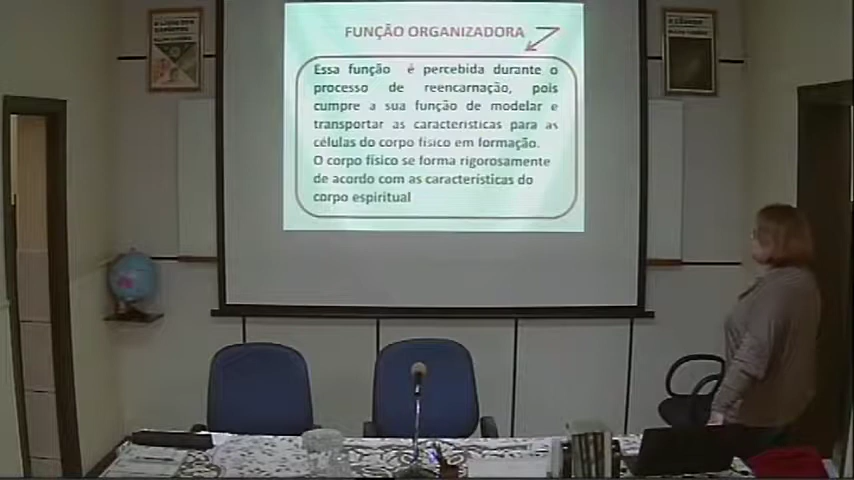 FUNÇÃO ORGANIZADORA
Essa função é percebida durante o
processo de reencarnação, pois
cumpre a sua função de modelar e
transportar as características para as
células do corpo físico em formação.
O corpo físico se forma rigorosamente
de acordo com as características do
corpo espiritual